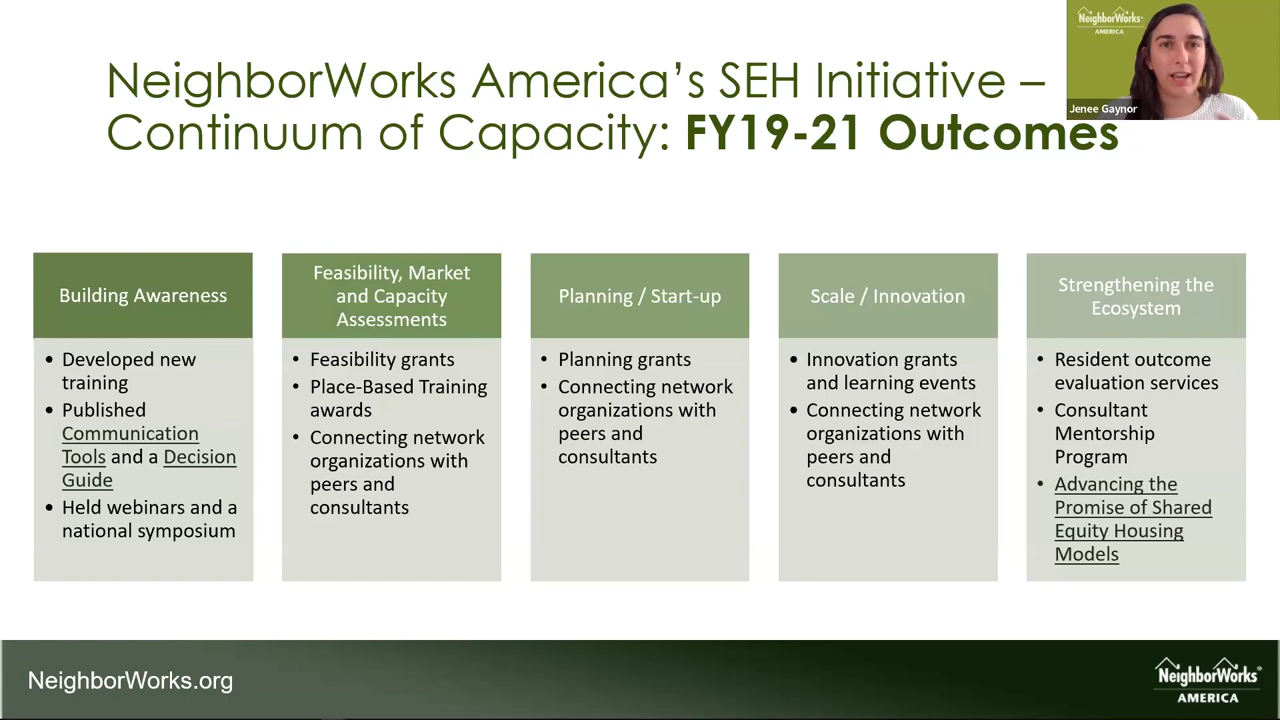 NeighborWorks America’s SEH Initiative –
Continuum of Capacity: FY19-21 Outcomes
NeighborWorks®
AMERICA
Jenee Gaynor
Building Awareness
• Developed new
training
• Published
Communication
Tools and a Decision
Guide
• Held webinars and a
national symposium
Feasibility, Market
and Capacity
Assessments
• Feasibility grants
• Place-Based Training
awards
• Connecting network
organizations with
peers and
consultants
Planning / Start-up
• Planning grants
• Connecting network
organizations with
peers and
consultants
Scale / Innovation
• Innovation grants
and learning events
• Connecting network
organizations with
peers and
consultants
Strengthening the
Ecosystem
• Resident outcome
evaluation services
• Consultant
Mentorship
Program
• Advancing the
Promise of Shared
Equity Housing
Models
NeighborWorks.org
NeighborWorks®
AMERICA